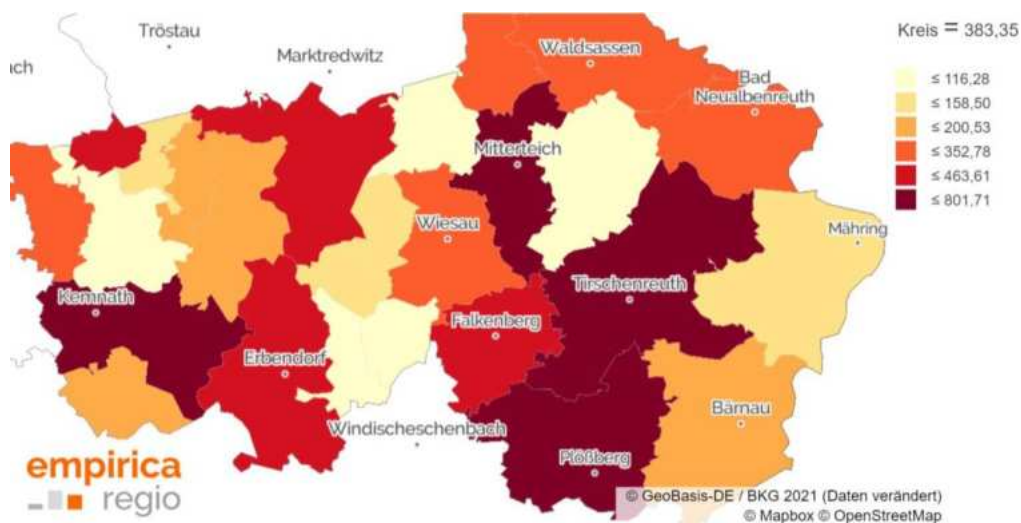 Tröstau
Marktredwitz
ach
Waldsassen
Bad
Neualbenreuth
Mitterteich
Wiesau
Mähring
Kemnath
Tirschenreuth
Falkenberg
Erbendorf
Bärnau
Windischeschenbach
Plößberg
Kreis = 383,35
≤ 116,28
≤ 158,50
≤ 200,53
≤ 352,78
≤ 463,61
≤ 801,71
empirica
regio
© GeoBasis-DE / BKG 2021 (Daten verändert)
© Mapbox © OpenStreetMap